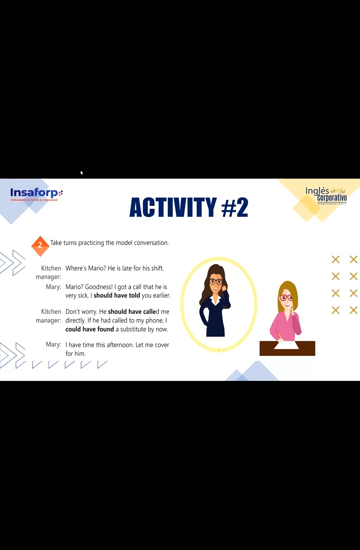 Insaforp
Inglés
Corporativo
ACTIVITY #2
2 Take turns practicing the model conversation.
Kitchen manager: Where's Mario? He is late for his shift.
Mary: Mario? Goodness! I got a call that he is
very sick. I should have told you earlier.
Kitchen manager: Don't worry. He should have called me
directly. If he had called to my phone, I
could have found a substitute by now.
Mary: I have time this afternoon. Let me cover
for him.